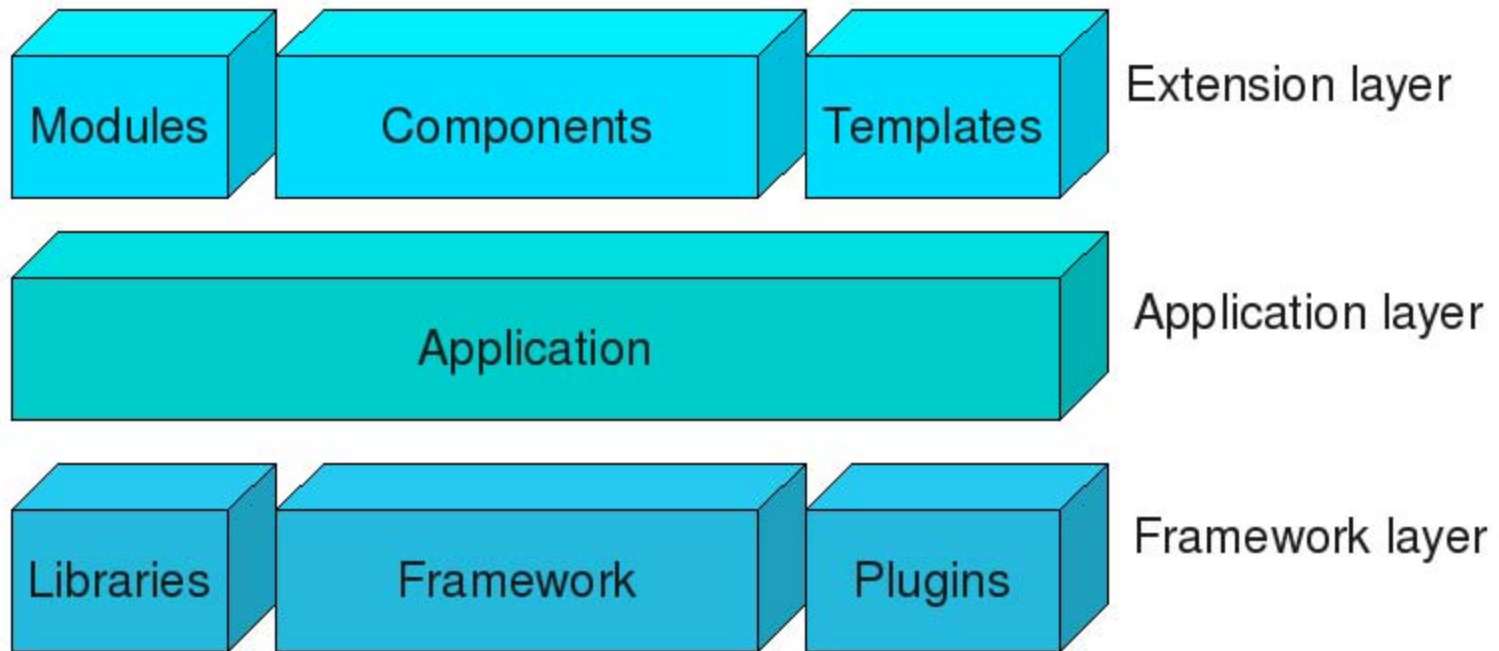 Modules Components Templates Extension layer
Application Application layer
Libraries Framework Plugins Framework layer